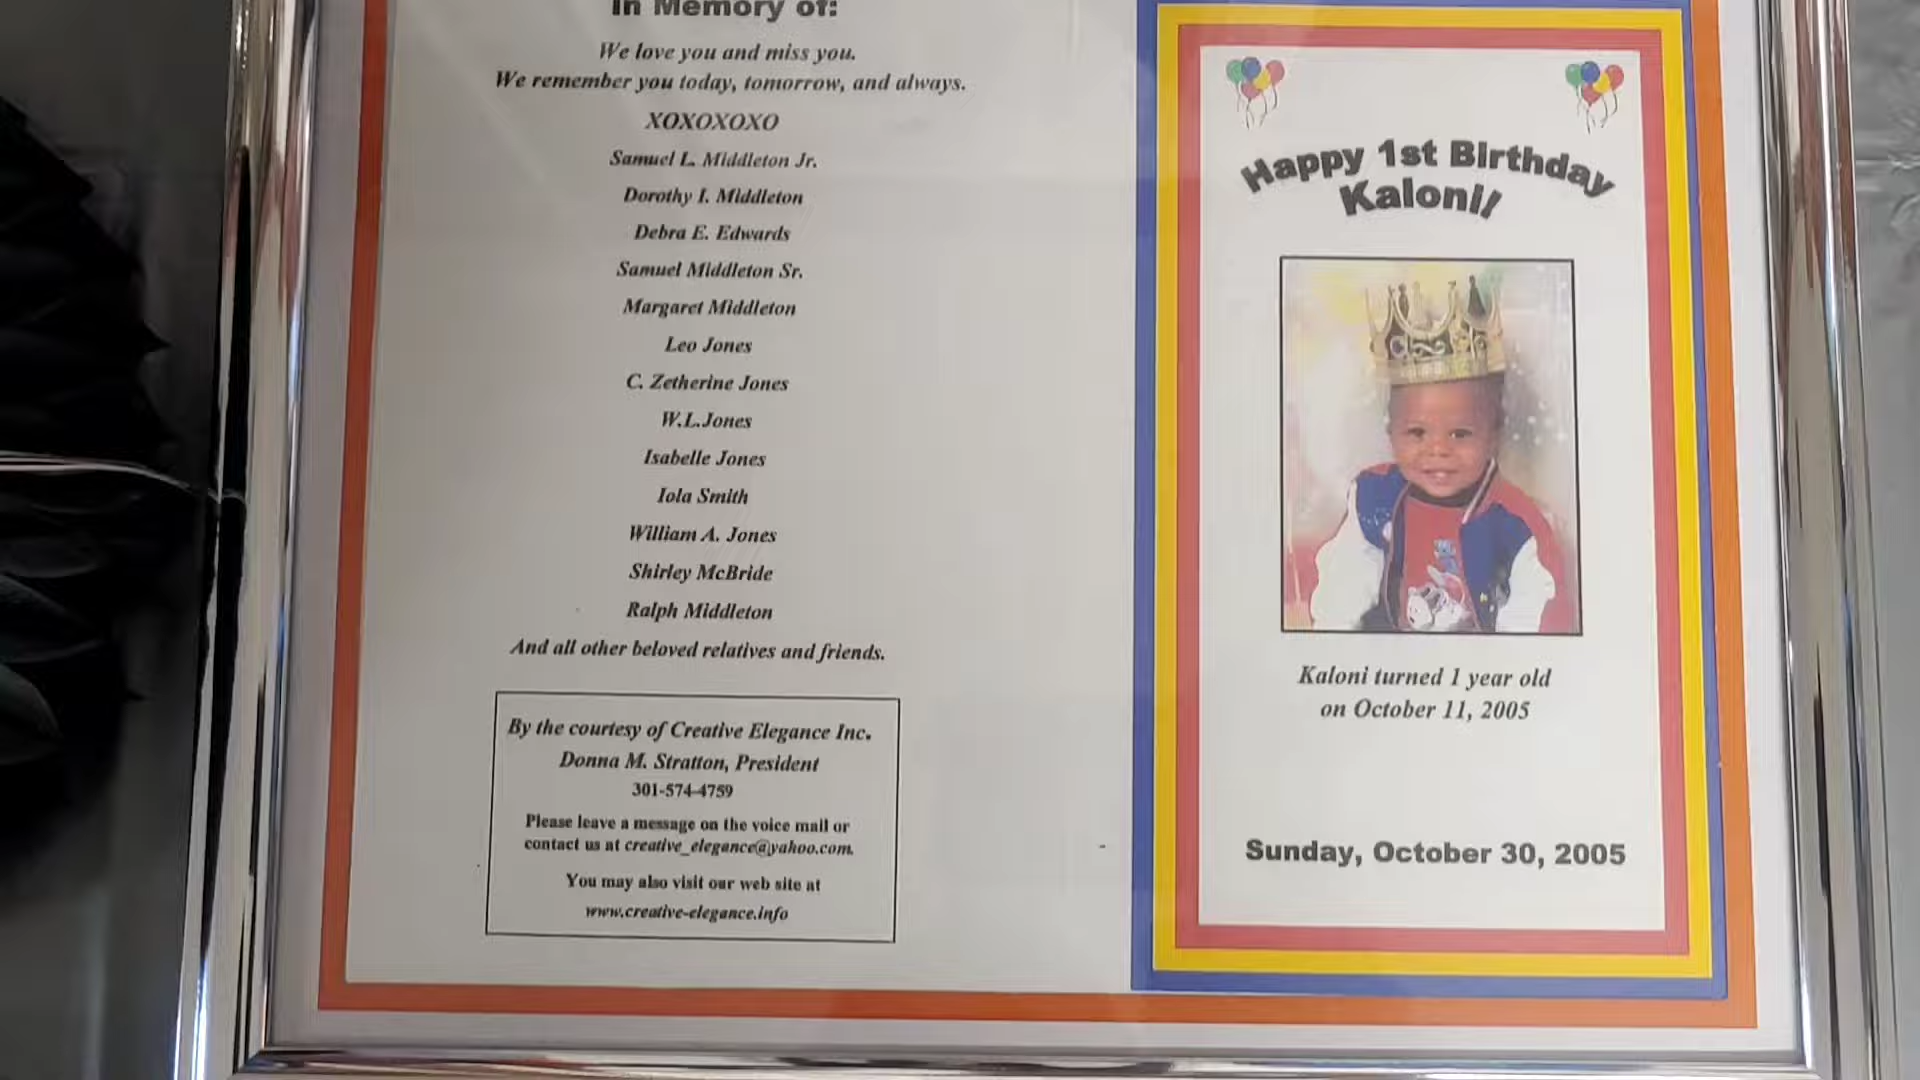 In Memory of:
We love you and miss you.
We remember you today, tomorrow, and always.
XOXOXOXO
Samuel L. Middleton Jr.
Dorothy I. Middleton
Debra E. Edwards
Samuel Middleton Sr.
Margaret Middleton
Leo Jones
C. Zetherine Jones
W.L.Jones
Isabelle Jones
Iola Smith
William A. Jones
Shirley McBride
Ralph Middleton
And all other beloved relatives and friends.
By the courtesy of Creative Elegance Inc.
Donna M. Stratton, President
301-574-4759
Please leave a message on the voice mail or
contact us at creative_elegance@yahoo.com.
You may also visit our web site at
www.creative-elegance.info
Happy 1st Birthday
Kaloni!
Kaloni turned 1 year old
on October 11, 2005
Sunday, October 30, 2005